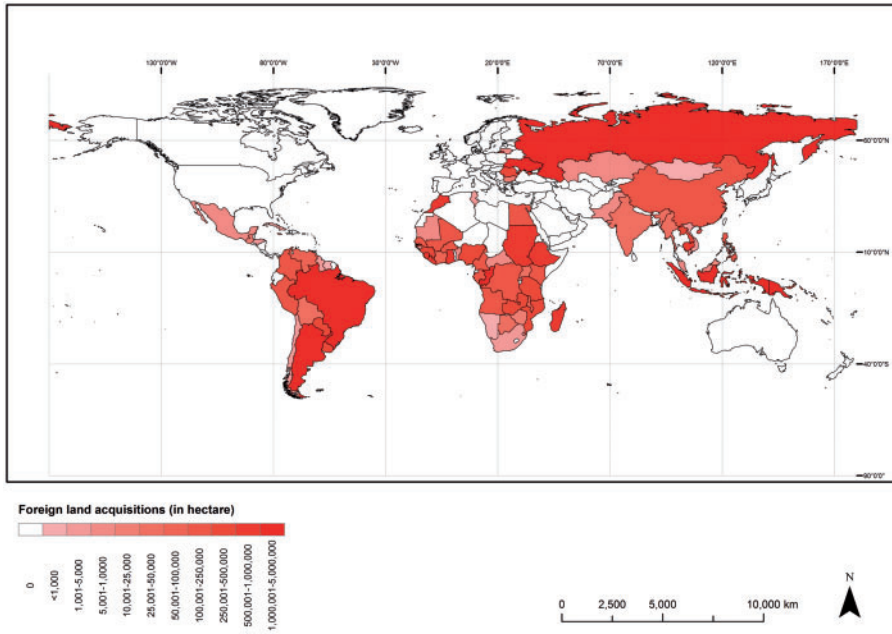 100°0'0"W 80°0'0"W 30°0'0"W 20°0'0"E 70°0'0"E 120°0'0"E 170°0'0"E
60°0'0"N
10°0'0"N
40°0'0"S
90°0'0"
Foreign land acquisitions (in hectare)
0
<1,000
1,001-5,000
5,001-1,0000
10,001-25,000
25,001-50,000
50,001-100,000
100,001-250,000
250,001-500,000
500,001-1,000,000
1,000,001-5,000,000
N
0 2,500 5,000 10,000 km